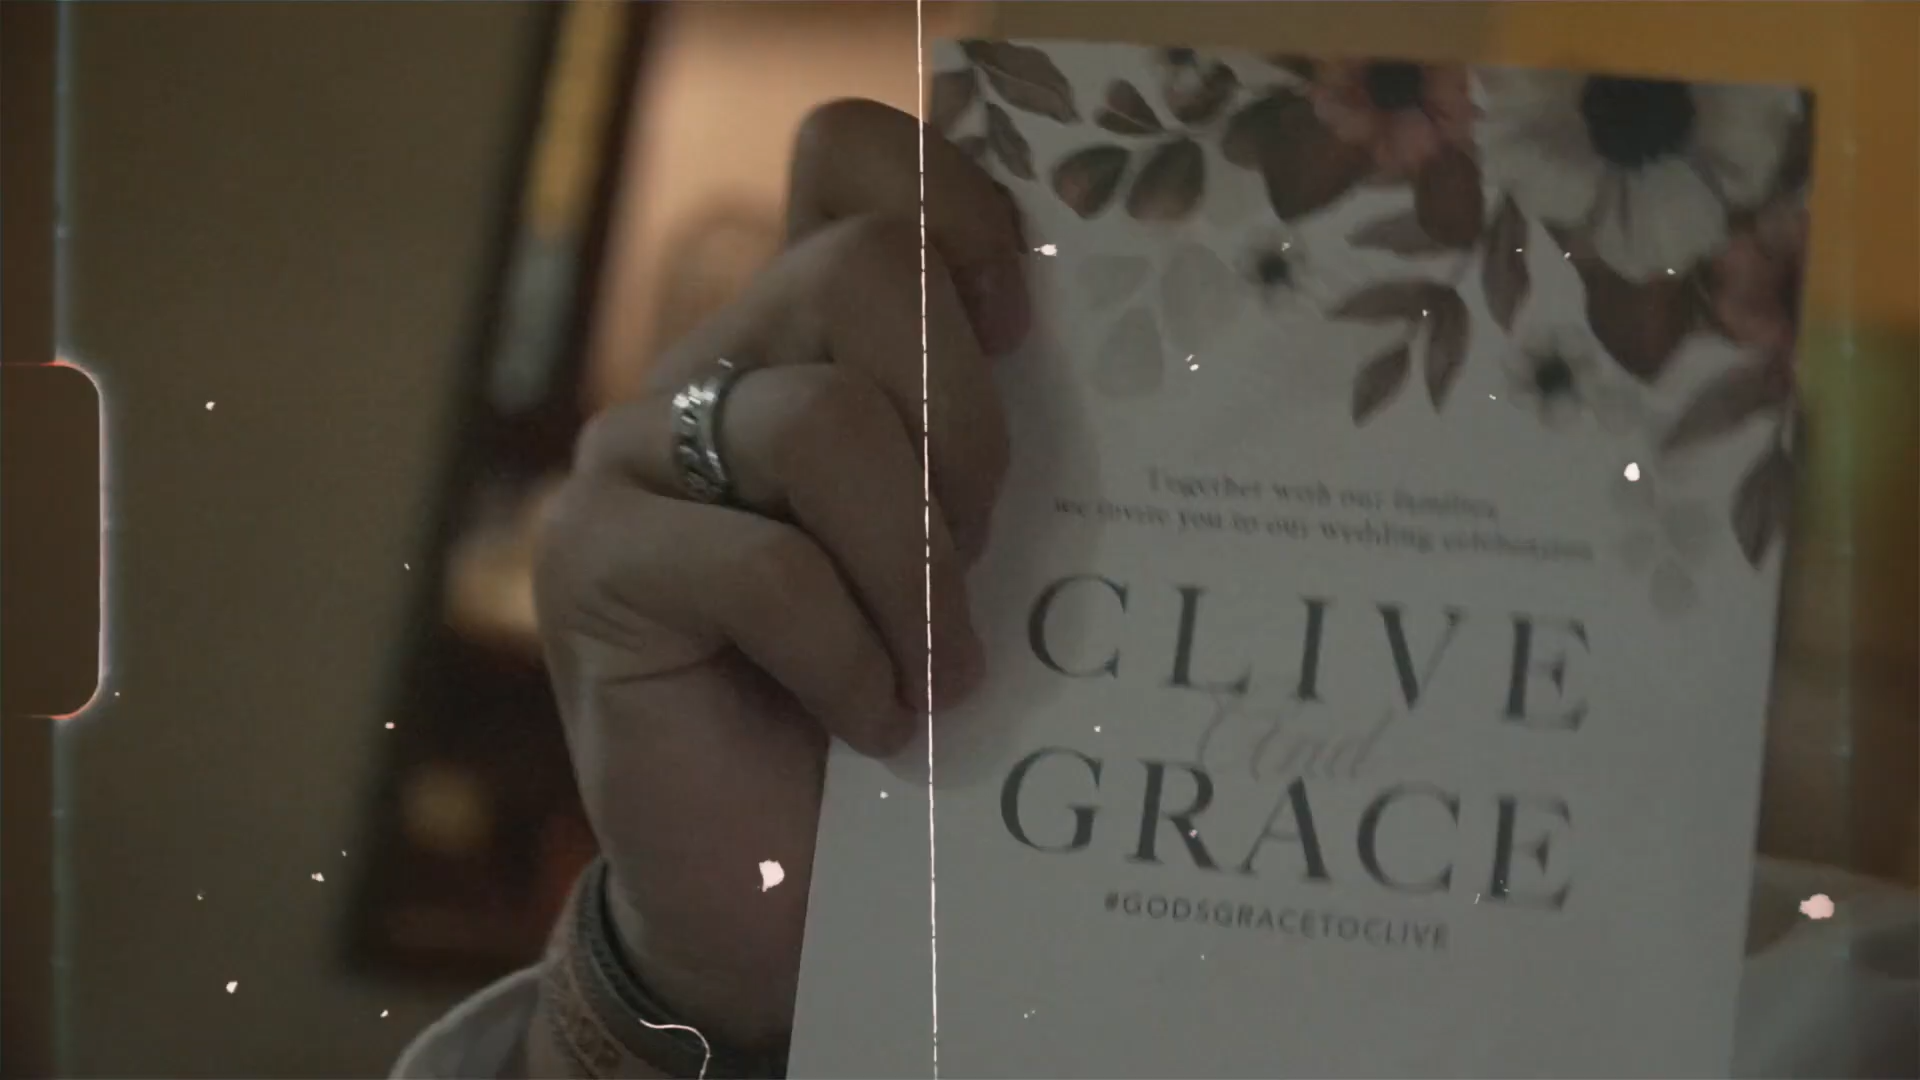 Together with our families
we invite you to our wedding celebration
CLIVE
And
GRACE
#GODSGRACETOCLIVE